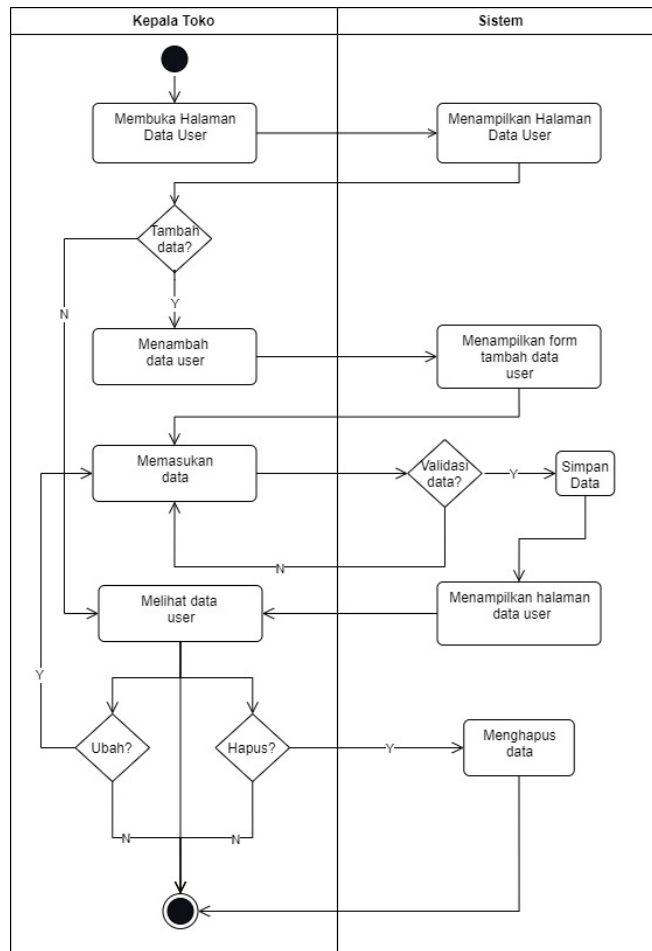 Kepala Toko
Sistem
Membuka Halaman
Data User
Menampilkan Halaman
Data User
Tambah
data?
N
Y
Menambah
data user
Menampilkan form
tambah data
user
Memasukan
data
Validasi
data?
Y
Simpan
Data
N
Melihat data
user
Menampilkan halaman
data user
Y
Ubah?
Hapus?
Y
Menghapus
data
N
N